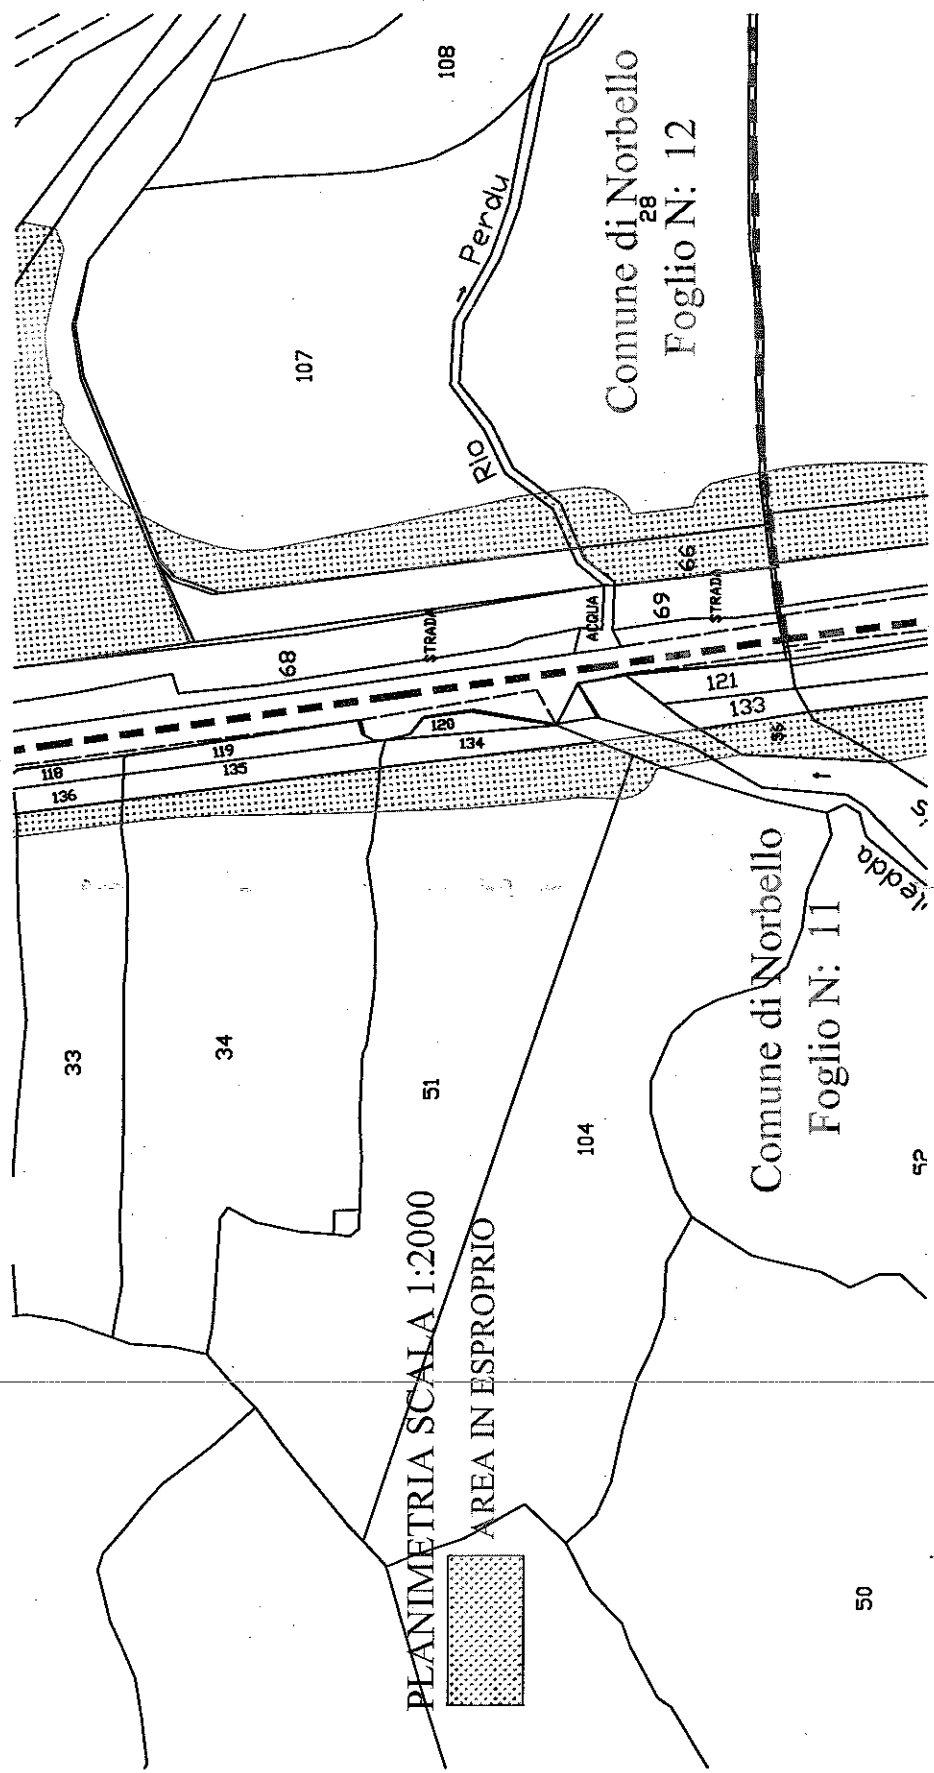 108
Comune di Norbello
28
Foglio N: 12
Rio Perdu
107
68
STRADA
ACQUA
69
66
STRADA
121
133
56
118
119
120
136
135
134
33
34
51
104
Comune di Norbello
Foglio N: 11
52
50
PLANIMETRIA SCALA 1:2000
AREA IN ESPROPRIO